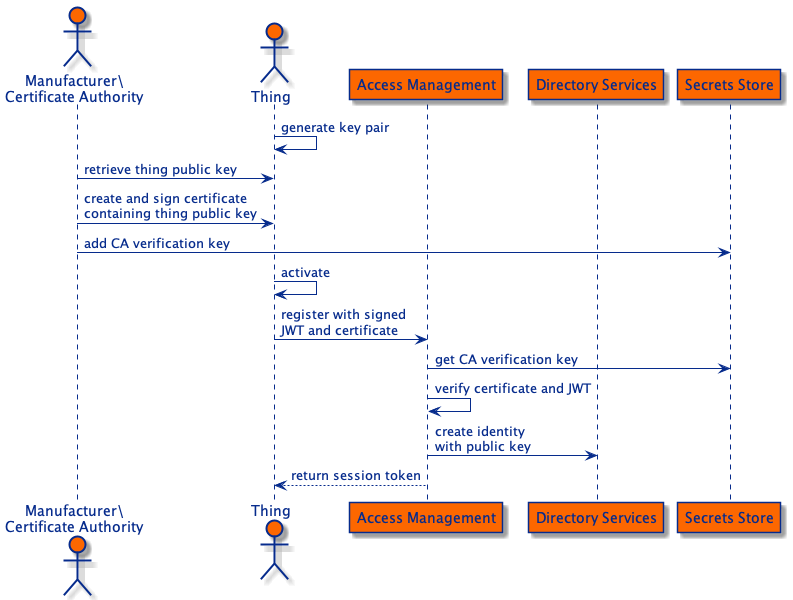 Manufacturer\
Certificate Authority
Thing
Access Management
Directory Services
Secrets Store
generate key pair
retrieve thing public key
create and sign certificate
containing thing public key
add CA verification key
activate
register with signed
JWT and certificate
get CA verification key
verify certificate and JWT
create identity
with public key
return session token
Manufacturer\
Certificate Authority
Thing
Access Management
Directory Services
Secrets Store